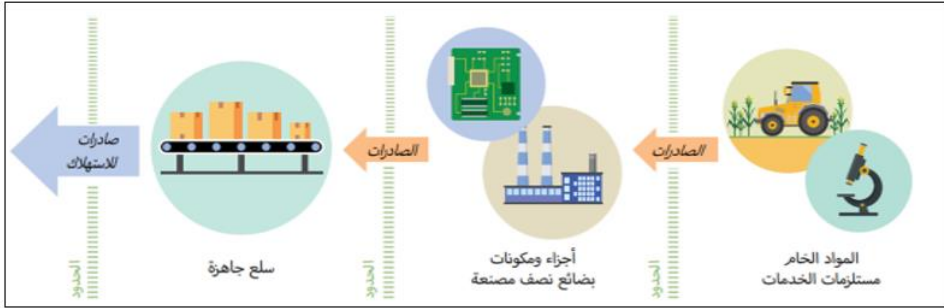 المواد الخام
مستلزمات الخدمات
الحدود
الصادرات
أجزاء ومكونات
بضائع نصف مصنعة
الحدود
الصادرات
سلع جاهزة
الحدود
صادرات
للاستهلاك